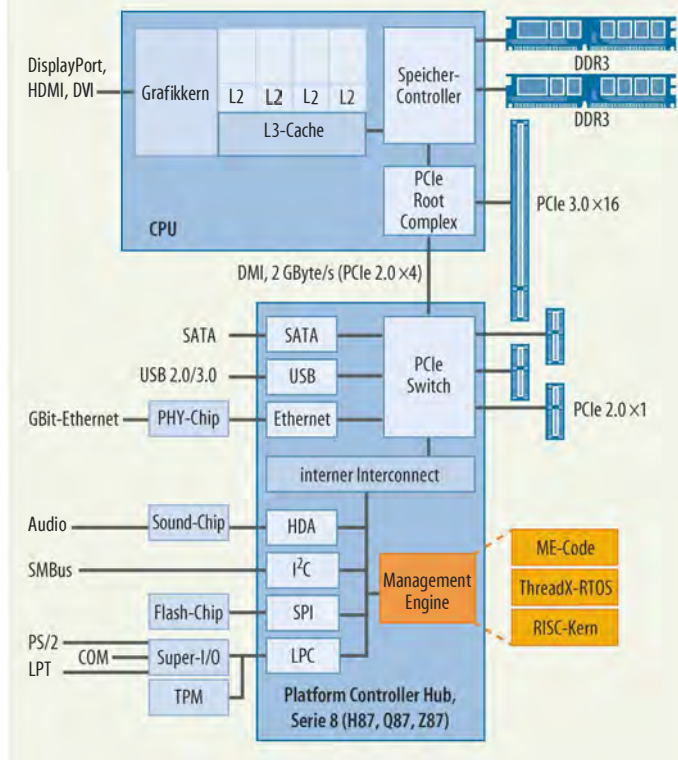 DisplayPort,
HDMI, DVI
Grafikkern
L2 L2 L2 L2
L3-Cache
Speicher-
Controller
DDR3
DDR3
PCIe
Root
Complex
PCIe 3.0 ×16
CPU
DMI, 2 GByte/s (PCIe 2.0 ×4)
SATA
SATA
PCIe
Switch
USB 2.0/3.0
USB
GBit-Ethernet
PHY-Chip
Ethernet
PCIe 2.0 ×1
interner Interconnect
Audio
Sound-Chip
HDA
SMBus
I²C
Flash-Chip
SPI
PS/2
COM
LPT
Super-I/O
LPC
TPM
Management
Engine
ME-Code
ThreadX-RTOS
RISC-Kern
Platform Controller Hub,
Serie 8 (H87, Q87, Z87)